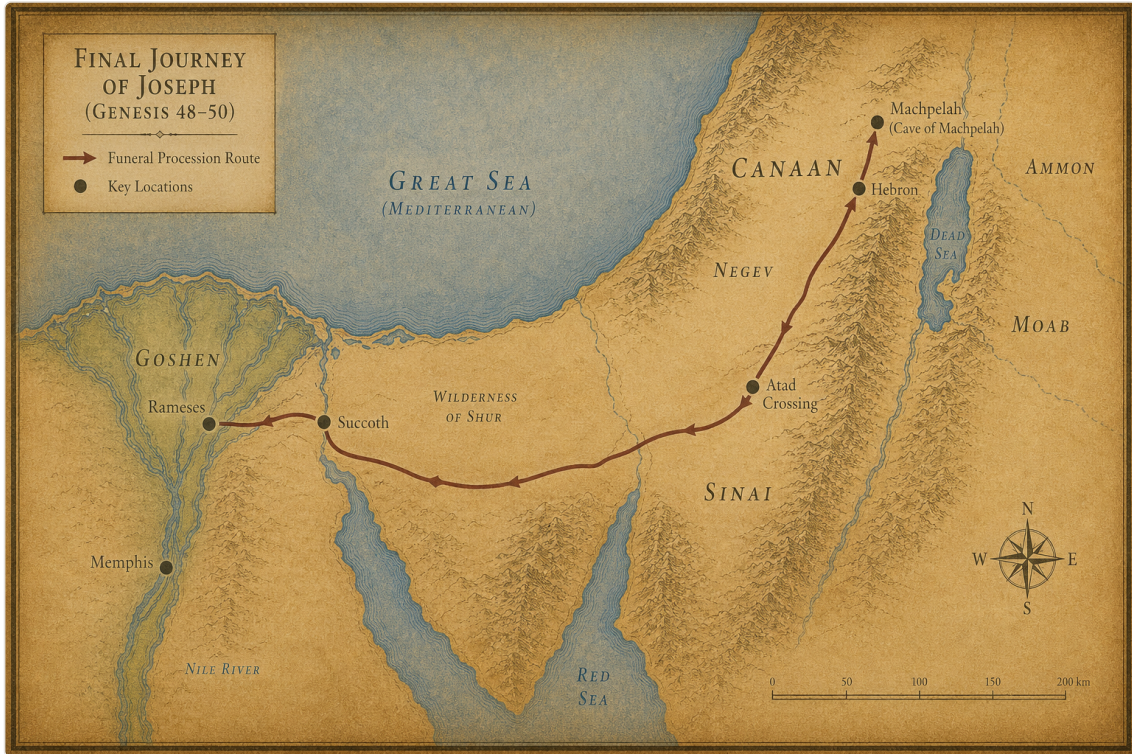 FINAL JOURNEY
OF JOSEPH
(GENESIS 48–50)
Funeral Procession Route
Key Locations
GREAT SEA
(MEDITERRANEAN)
Machpelah
(Cave of Machpelah)
CANAAN
AMMON
Hebron
DEAD
SEA
NEGEV
MOAB
GOSHEN
Rameses
Succoth
WILDERNESS
OF SHUR
Atad
Crossing
SINAI
Memphis
NILE RIVER
RED
SEA
N
W
E
S
0
50
100
150
200 km